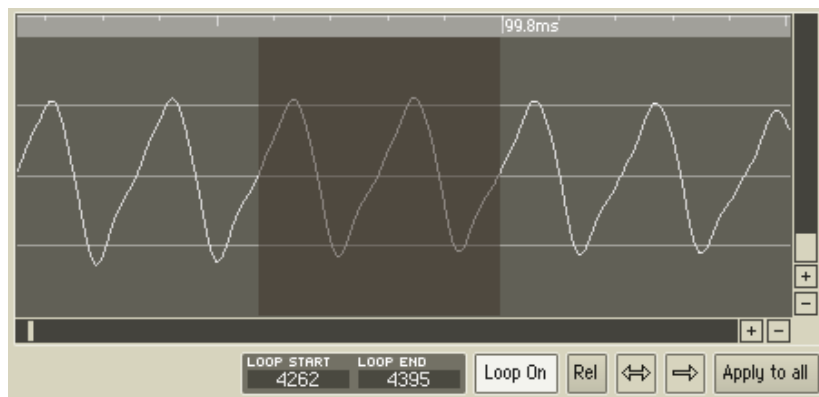 99.8ms
+
−
+ −
LOOP START LOOP END
4262 4395 Loop On Rel Apply to all